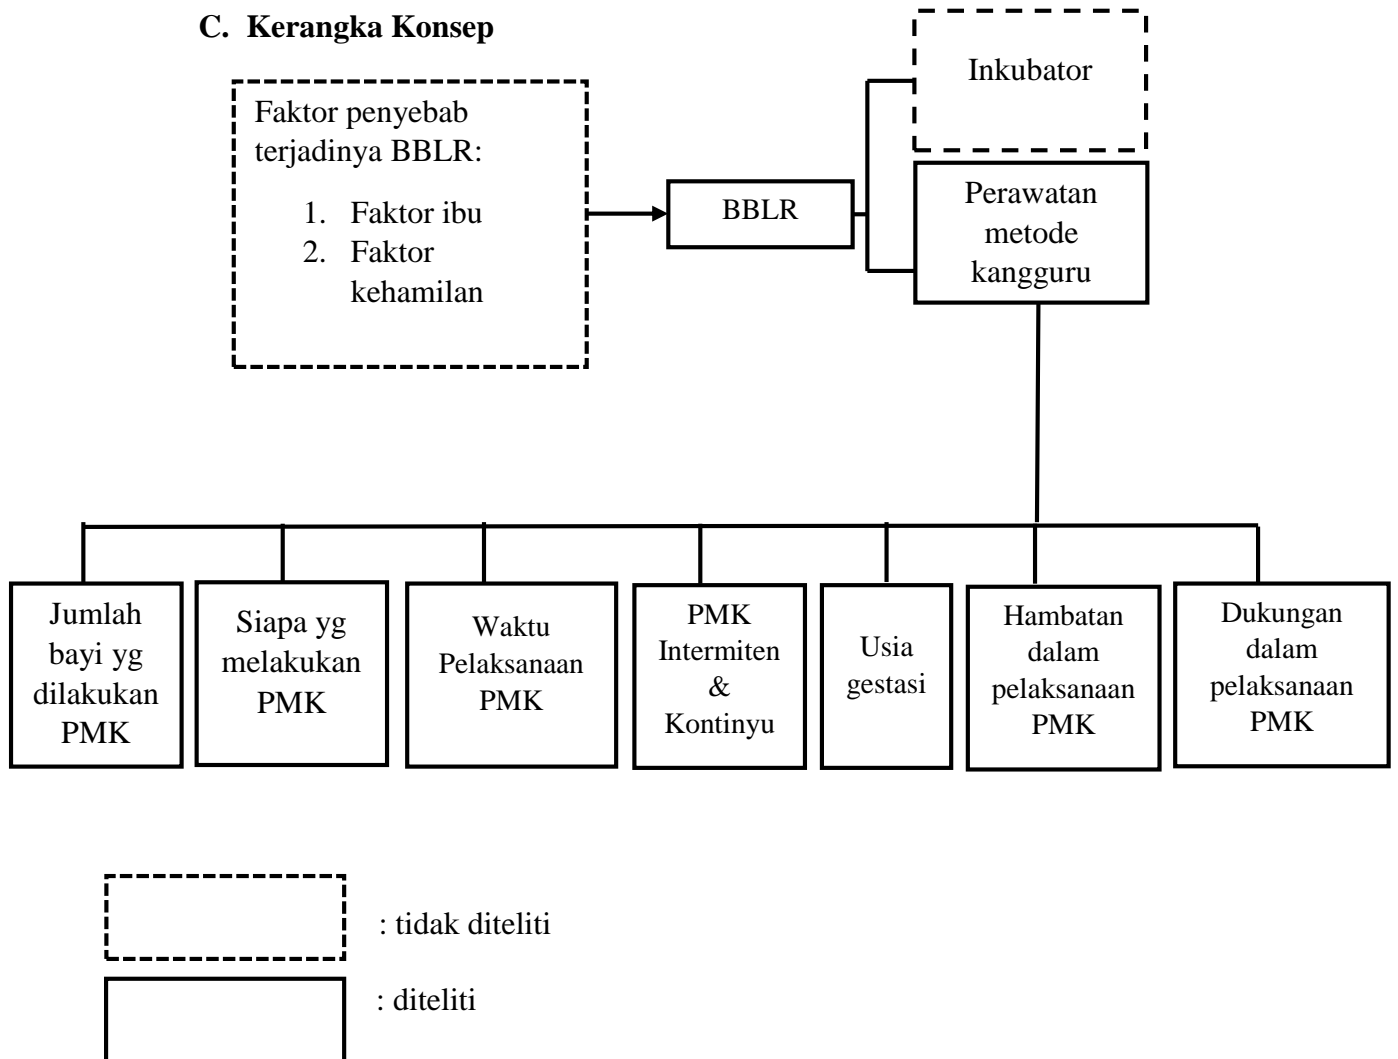 C. Kerangka Konsep
Inkubator
Faktor penyebab
terjadinya BBLR:
1. Faktor ibu
2. Faktor
kehamilan
BBLR
Perawatan
metode
kangguru
Jumlah
bayi yg
dilakukan
PMK
Siapa yg
melakukan
PMK
Waktu
Pelaksanaan
PMK
PMK
Intermiten
&
Kontinyu
Usia
gestasi
Hambatan
dalam
pelaksanaan
PMK
Dukungan
dalam
pelaksanaan
PMK
: tidak diteliti
: diteliti